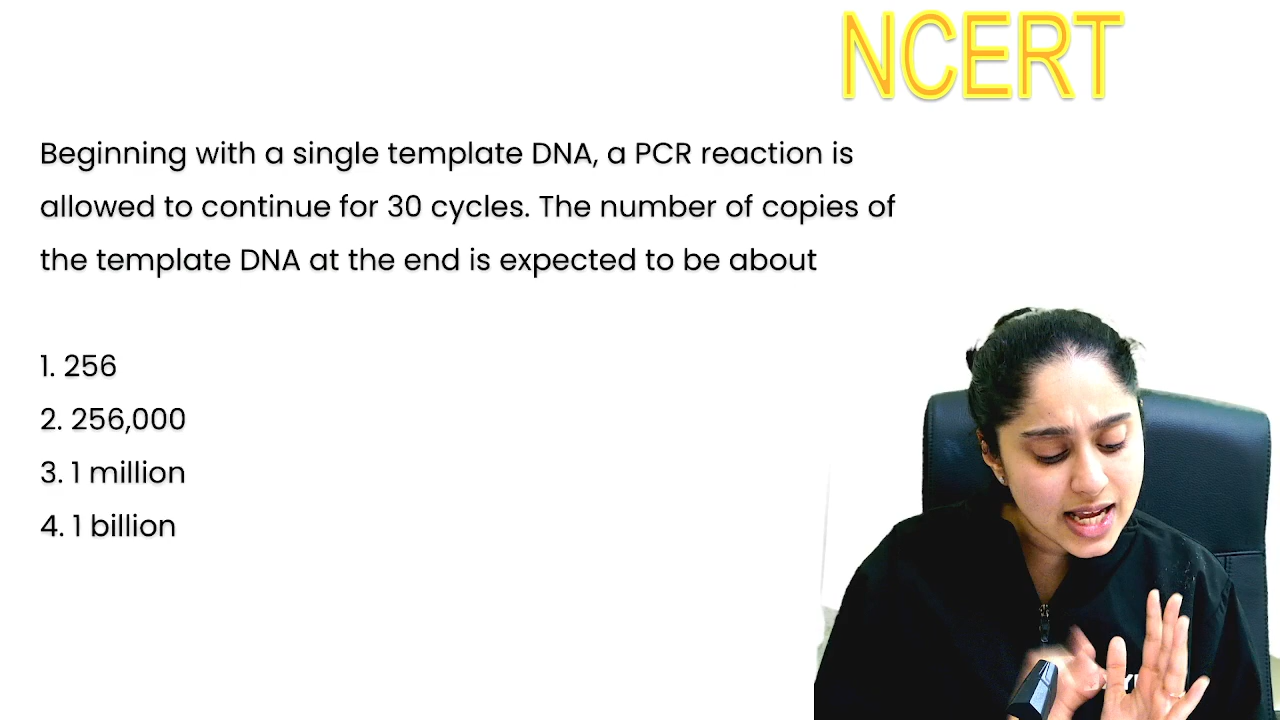 NCERT
Beginning with a single template DNA, a PCR reaction is
allowed to continue for 30 cycles. The number of copies of
the template DNA at the end is expected to be about
1. 256
2. 256,000
3. 1 million
4. 1 billion